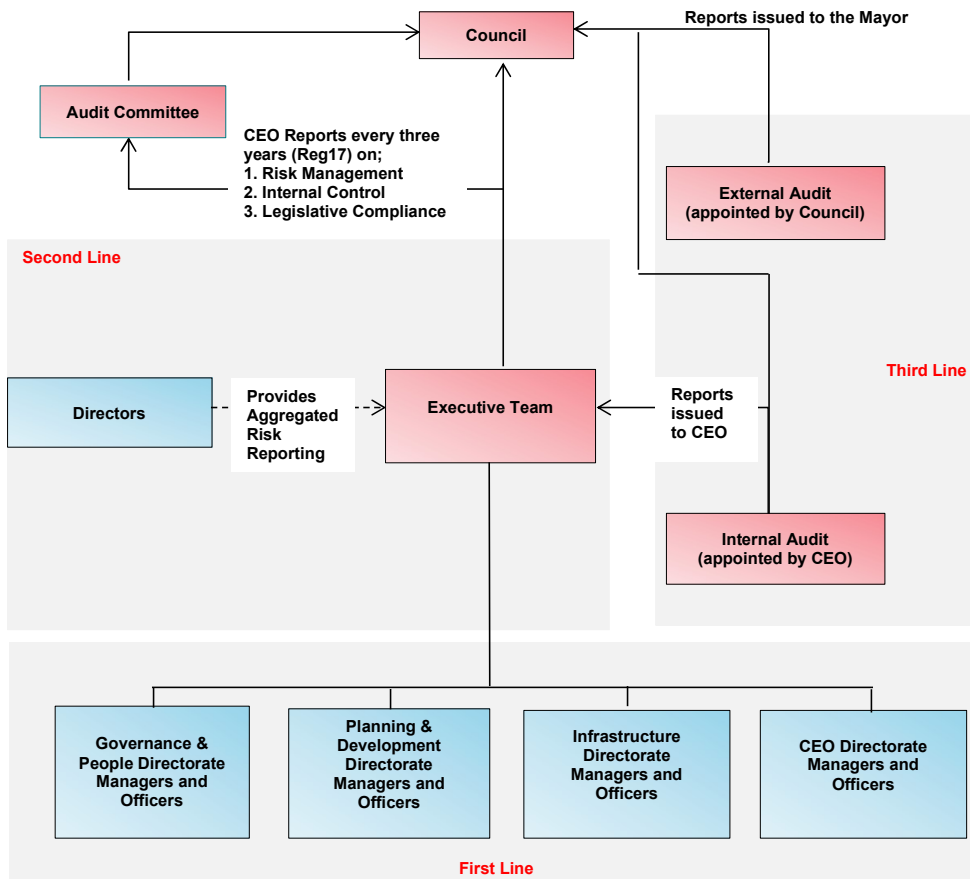 Reports issued to the Mayor
Council
Audit Committee
CEO Reports every three
years (Reg17) on;
1. Risk Management
2. Internal Control
3. Legislative Compliance
External Audit
(appointed by Council)
Second Line
Third Line
Directors
Provides
Aggregated
Risk
Reporting
Executive Team
Reports
issued
to CEO
Internal Audit
(appointed by CEO)
Governance &
People Directorate
Managers and
Officers
Planning &
Development
Directorate
Managers and
Officers
Infrastructure
Directorate
Managers and
Officers
CEO Directorate
Managers and
Officers
First Line